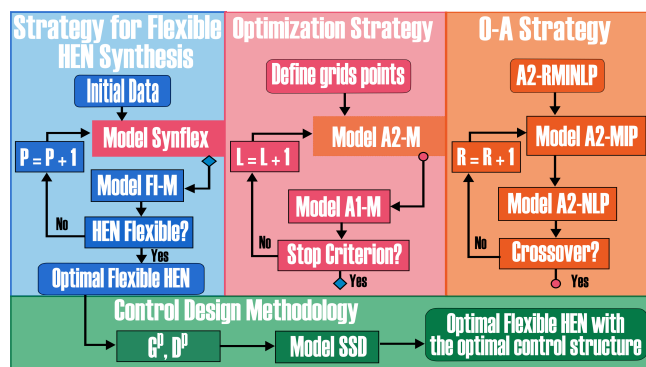 Strategy for Flexible
HEN Synthesis
Initial Data
Model Synflex
P = P + 1
Model FI-M
No
HEN Flexible?
Yes
Optimal Flexible HEN
Optimization Strategy
Define grids points
Model A2-M
L = L + 1
Model A1-M
No
Stop Criterion?
Yes
O-A Strategy
A2-RMINLP
Model A2-MIP
R = R + 1
Model A2-NLP
No
Crossover?
Yes
Control Design Methodology
Gᵖ, Dᵖ
Model SSD
Optimal Flexible HEN with
the optimal control structure